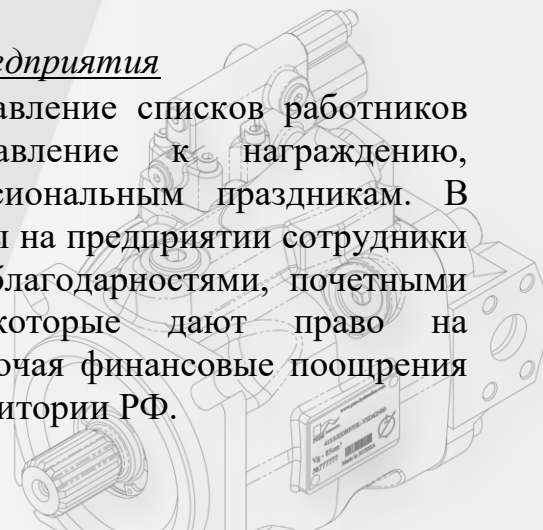 едприятия
авление списков работников
авление к награждению,
сиональным праздникам. В
ы на предприятии сотрудники
благодарностями, почетными
которые дают право на
очая финансовые поощрения
итории РФ.
№777777